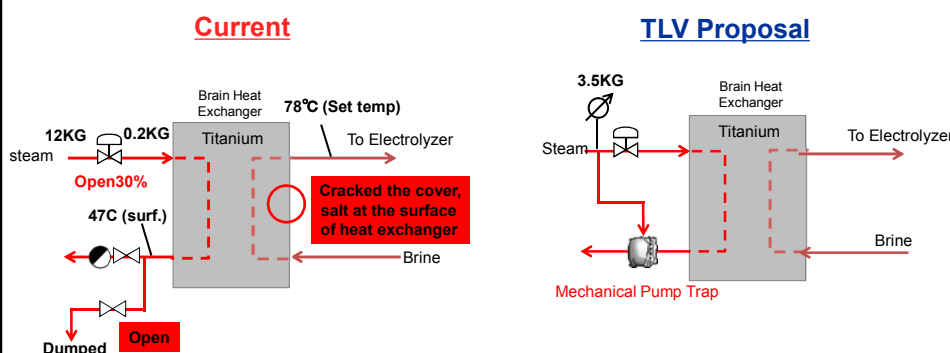 Current
Brain Heat
Exchanger
78℃ (Set temp)
12KG
0.2KG
Titanium
To Electrolyzer
steam
Open30%
Cracked the cover,
salt at the surface
of heat exchanger
47C (surf.)
Brine
Open
Dumped
TLV Proposal
3.5KG
Brain Heat
Exchanger
Titanium
To Electrolyzer
Steam
Brine
Mechanical Pump Trap